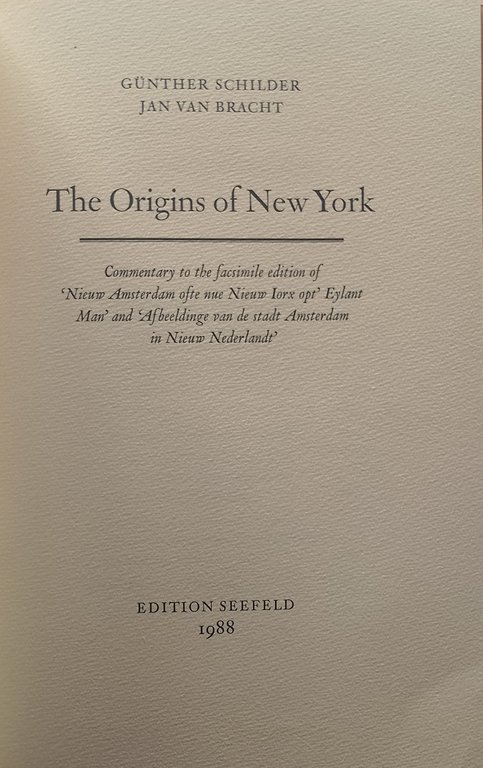 GÜNTHER SCHILDER
JAN VAN BRACHT
The Origins of New York
Commentary to the facsimile edition of
‘Nieuw Amsterdam ofte nue Nieuw Iorx opt’ Eylant
Man’ and ‘Afbeeldinge van de stadt Amsterdam
in Nieuw Nederlandt’
EDITION SEEFELD
1988